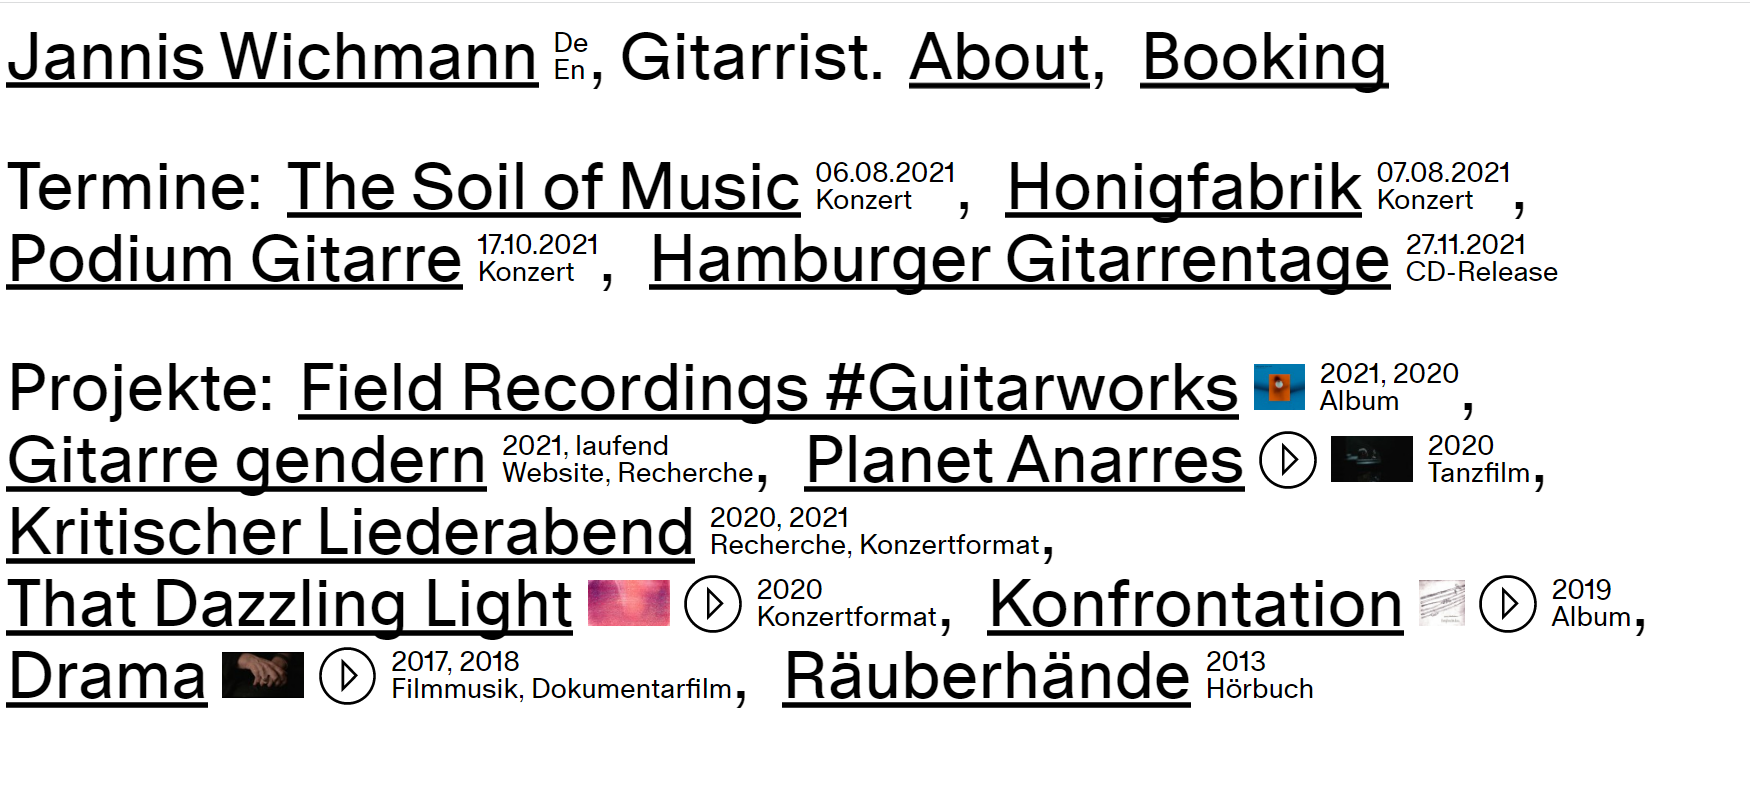 Jannis Wichmann De En, Gitarrist. About, Booking
Termine: The Soil of Music 06.08.2021 Konzert, Honigfabrik 07.08.2021 Konzert,
Podium Gitarre 17.10.2021 Konzert, Hamburger Gitarrentage 27.11.2021 CD-Release
Projekte: Field Recordings #Guitarworks 2021, 2020 Album,
Gitarre gendern 2021, laufend Website, Recherche, Planet Anarres 2020 Tanzfilm,
Kritischer Liederabend 2020, 2021 Recherche, Konzertformat,
That Dazzling Light 2020 Konzertformat, Konfrontation 2019 Album,
Drama 2017, 2018 Filmmusik, Dokumentarfilm, Räuberhände 2013 Hörbuch